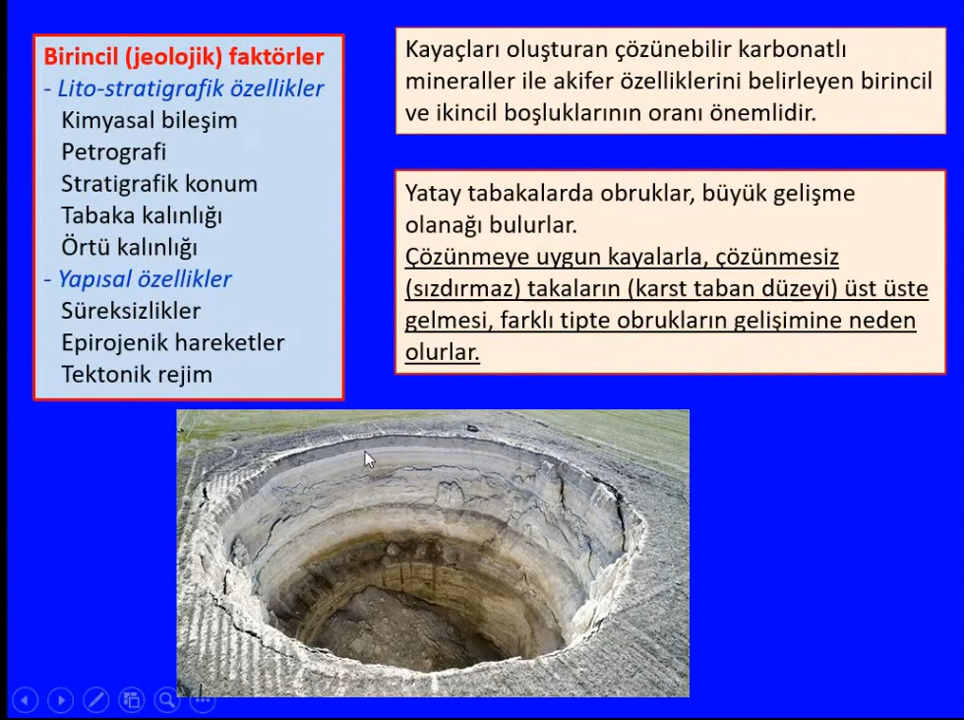 Birincil (jeolojik) faktörler
- Lito-stratigrafik özellikler
Kimyasal bileşim
Petrografi
Stratigrafik konum
Tabaka kalınlığı
Örtü kalınlığı
- Yapısal özellikler
Süreksizlikler
Epirojenik hareketler
Tektonik rejim
Kayaçları oluşturan çözünebilir karbonatlı
mineraller ile akifer özelliklerini belirleyen birincil
ve ikincil boşluklarının oranı önemlidir.
Yatay tabakalarda obruklar, büyük gelişme
olanağı bulurlar.
Çözünmeye uygun kayalarla, çözünmesiz
(sızdırmaz) takaların (karst taban düzeyi) üst üste
gelmesi, farklı tipte obrukların gelişimine neden
olurlar.